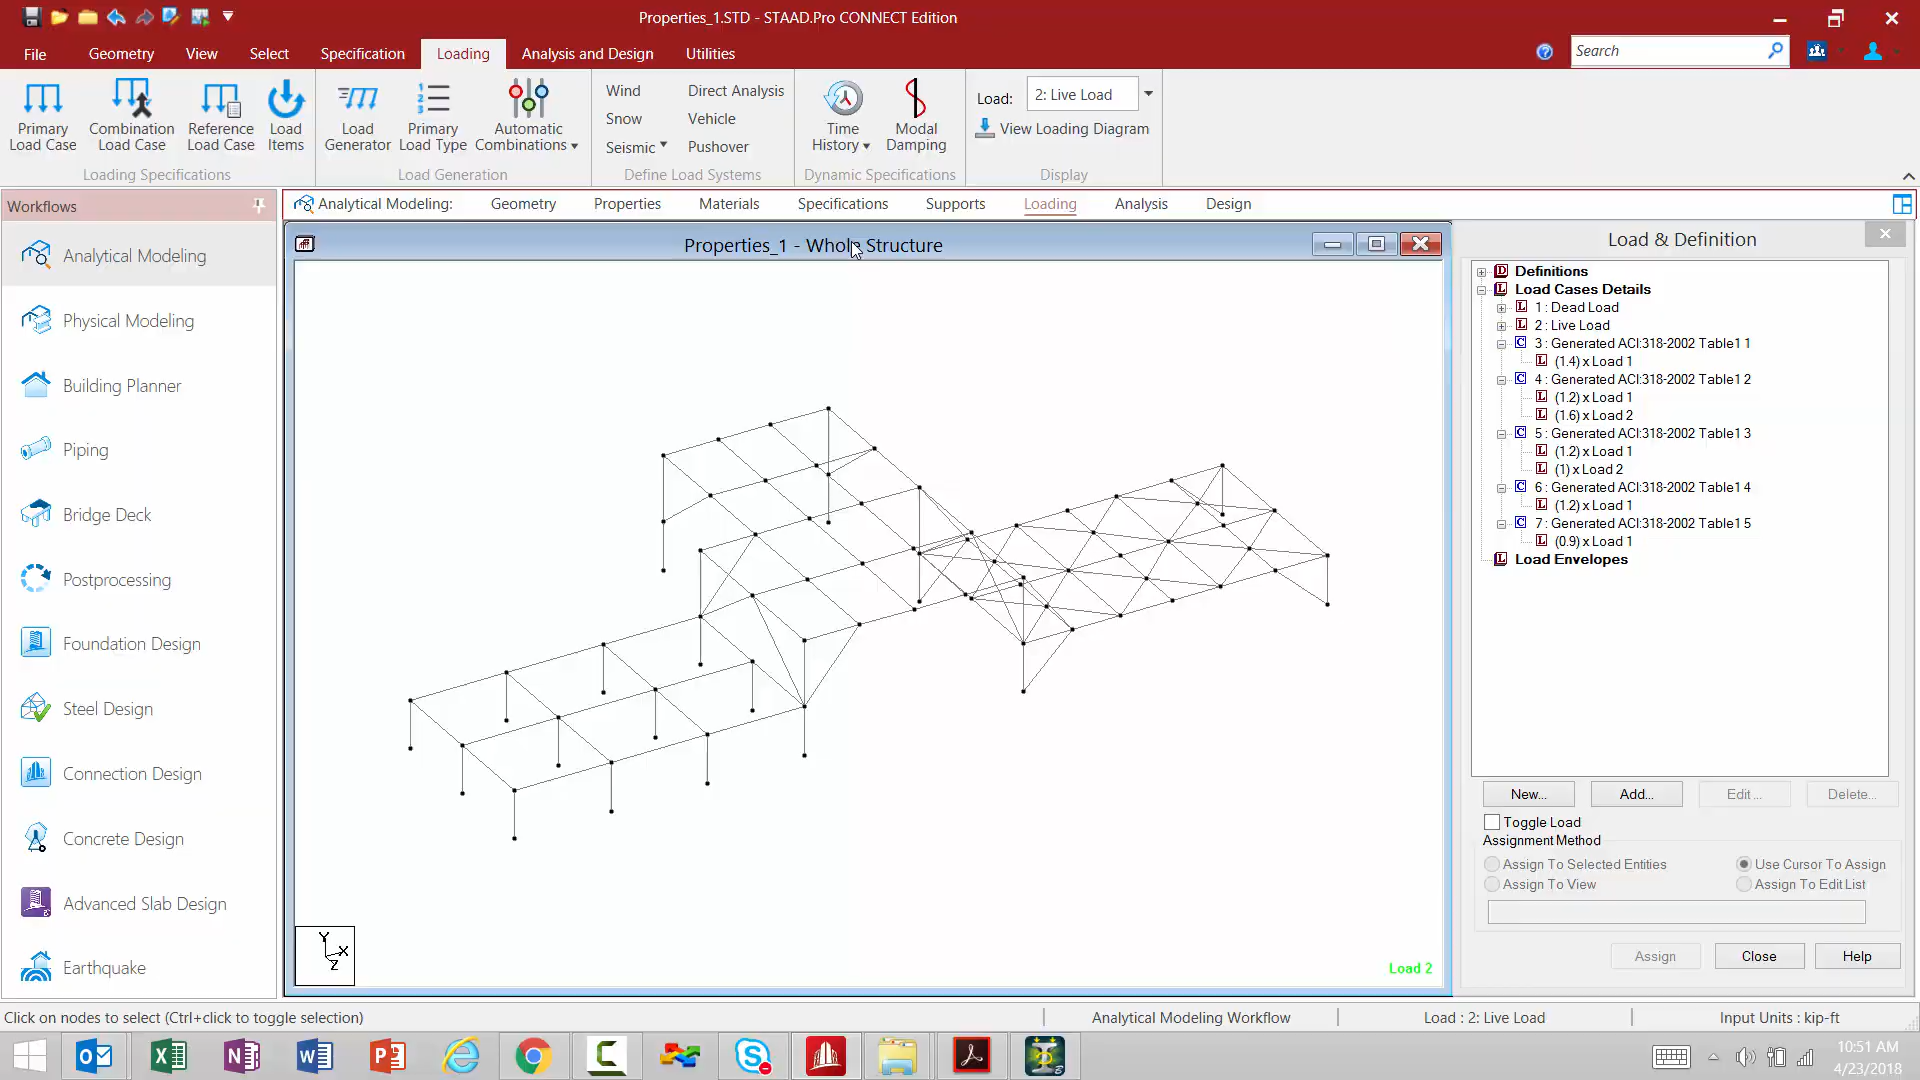 Properties_1.STD - STAAD.Pro CONNECT Edition
File Geometry View Select Specification Loading Analysis and Design Utilities Search
Primary Load Case
Combination Load Case
Reference Load Case
Load Items
Loading Specifications
Load Generator
Primary Load Type
Automatic Combinations
Load Generation
Wind
Snow
Seismic
Direct Analysis
Vehicle
Pushover
Define Load Systems
Time History
Modal Damping
Dynamic Specifications
Load: 2: Live Load
View Loading Diagram
Display
Workflows
Analytical Modeling: Geometry Properties Materials Specifications Supports Loading Analysis Design
Analytical Modeling
Physical Modeling
Building Planner
Piping
Bridge Deck
Postprocessing
Foundation Design
Steel Design
Connection Design
Concrete Design
Advanced Slab Design
Earthquake
Properties_1 - Whole Structure
Y
X
Z
Load 2
Load & Definition
Definitions
Load Cases Details
1 : Dead Load
2 : Live Load
3 : Generated ACI:318-2002 Table1 1
(1.4) x Load 1
4 : Generated ACI:318-2002 Table1 2
(1.2) x Load 1
(1.6) x Load 2
5 : Generated ACI:318-2002 Table1 3
(1.2) x Load 1
(1) x Load 2
6 : Generated ACI:318-2002 Table1 4
(1.2) x Load 1
7 : Generated ACI:318-2002 Table1 5
(0.9) x Load 1
Load Envelopes
New... Add... Edit... Delete...
Toggle Load
Assignment Method
Assign To Selected Entities Use Cursor To Assign
Assign To View Assign To Edit List
Assign Close Help
Click on nodes to select (Ctrl+click to toggle selection) Analytical Modeling Workflow Load : 2: Live Load Input Units : kip-ft
10:51 AM
4/23/2018